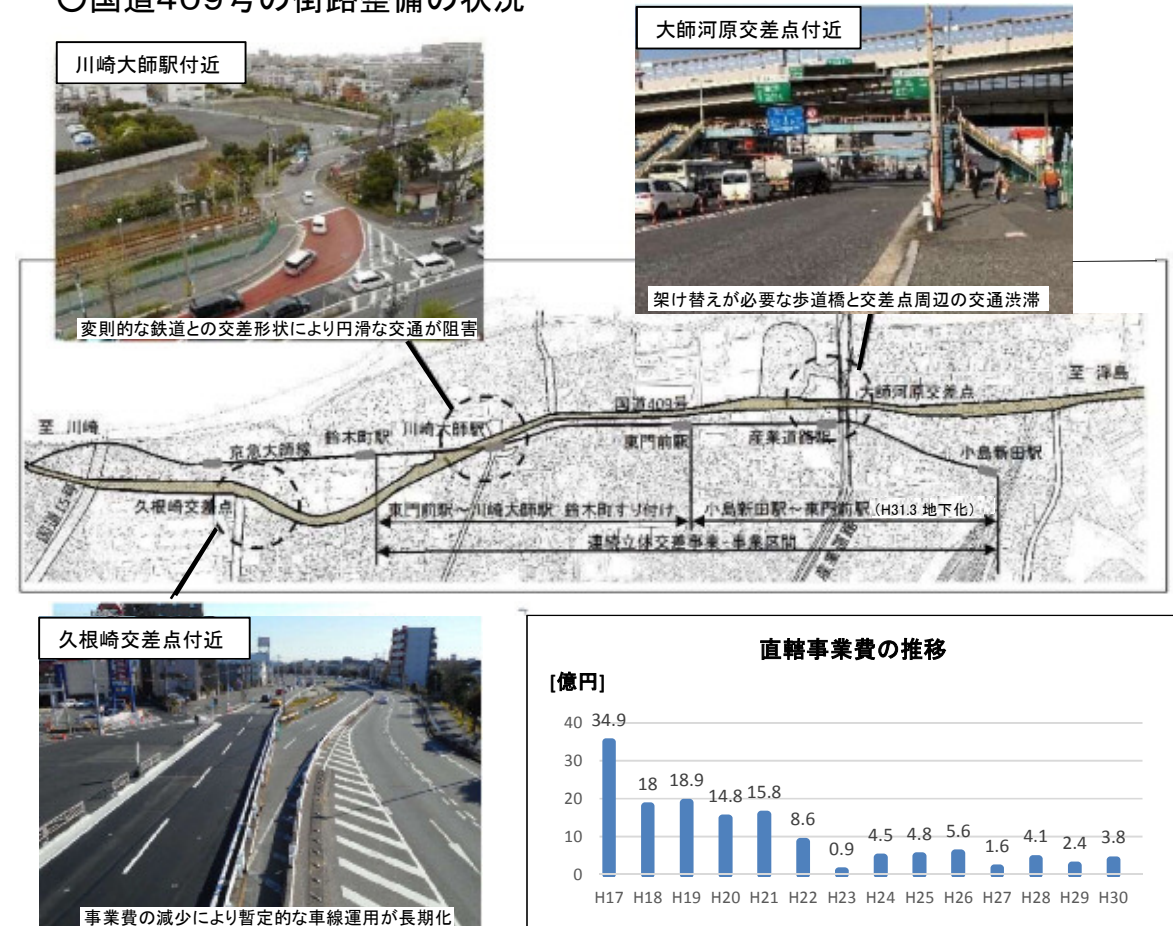 〇国道409号の街路整備の状況
川崎大師駅付近
変則的な鉄道との交差形状により円滑な交通が阻害
大師河原交差点付近
架け替えが必要な歩道橋と交差点周辺の交通渋滞
至 浮島
国道409号
大師河原交差点
至 川崎
京急大師線
鈴木町駅
川崎大師駅
東門前駅
産業道路駅
小島新田駅
久根崎交差点
東門前駅～川崎大師駅 鈴木町すり付け
小島新田駅～東門前駅(H31.3 地下化)
連続立体交差事業・事業区間
産業道路
久根崎交差点付近
事業費の減少により暫定的な車線運用が長期化
直轄事業費の推移
[億円]
40
30
20
10
0
34.9 18 18.9 14.8 15.8 8.6 0.9 4.5 4.8 5.6 1.6 4.1 2.4 3.8
H17 H18 H19 H20 H21 H22 H23 H24 H25 H26 H27 H28 H29 H30